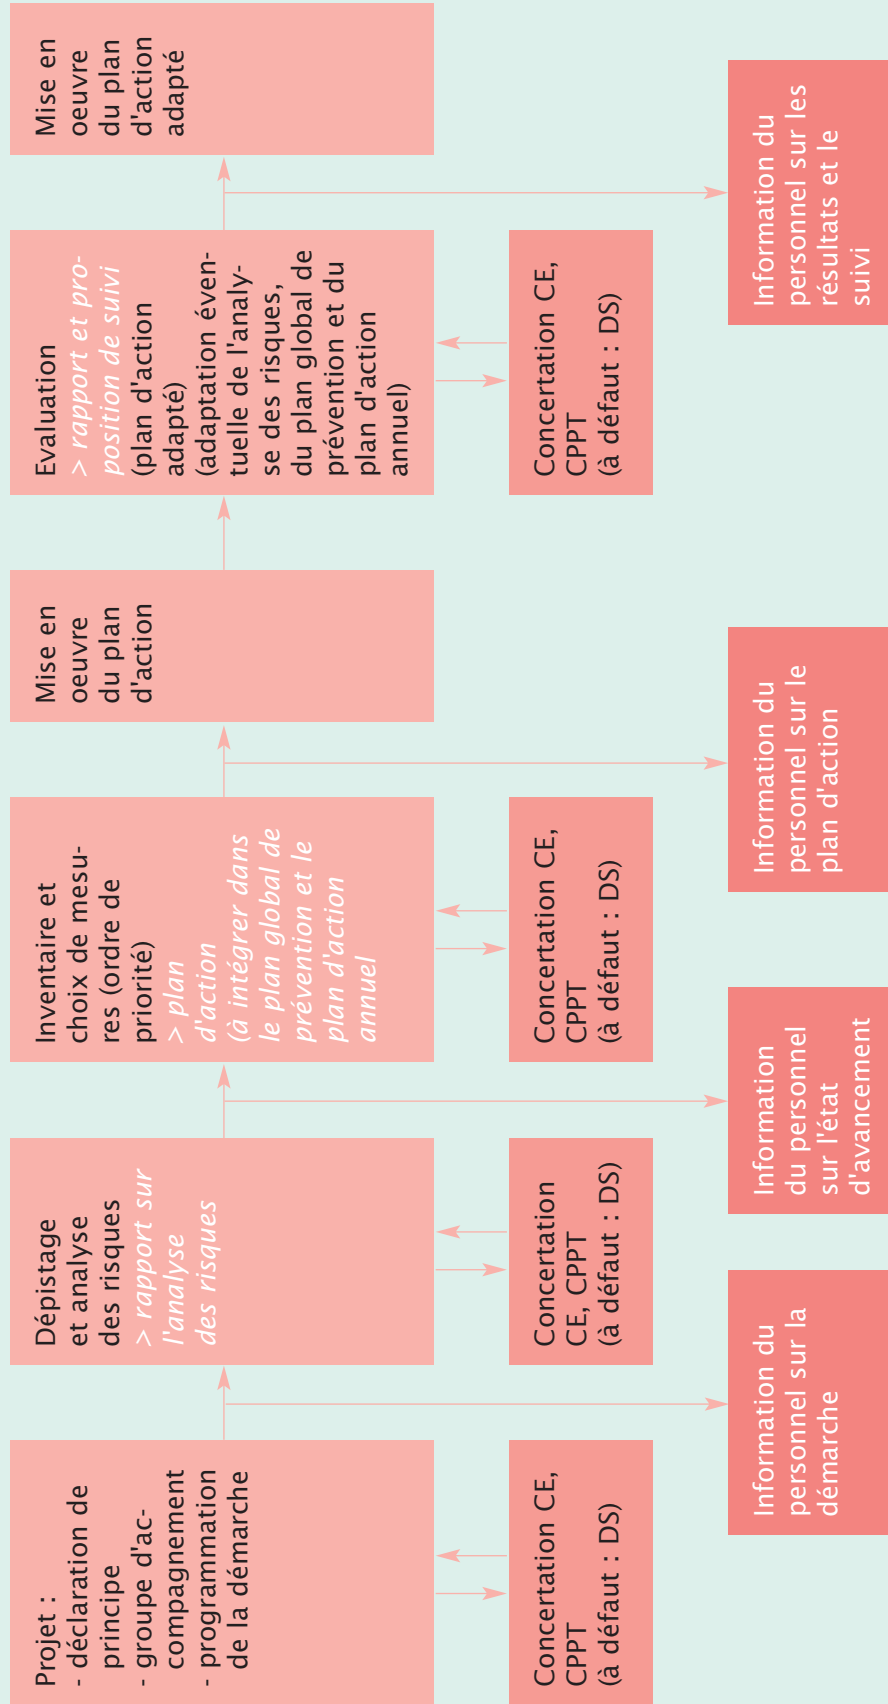 Projet :
- déclaration de
principe
- groupe d'ac-
compagnement
- programmation
de la démarche
Dépistage
et analyse
des risques
> rapport sur
l'analyse
des risques
Inventaire et
choix de mesu-
res (ordre de
priorité)
> plan
d'action
(à intégrer dans
le plan global de
prévention et le
plan d'action
annuel
Mise en
oeuvre
du plan
d'action
Evaluation
> rapport et pro-
position de suivi
(plan d'action
adapté)
(adaptation éven-
tuelle de l'analy-
se des risques,
du plan global de
prévention et du
plan d'action
annuel)
Mise en
oeuvre
du plan
d'action
adapté
Concertation CE,
CPPT
(à défaut : DS)
Concertation
CE, CPPT
(à défaut : DS)
Concertation CE,
CPPT
(à défaut : DS)
Concertation CE,
CPPT
(à défaut : DS)
Information du
personnel sur la
démarche
Information
du personnel
sur l'état
d'avancement
Information du
personnel sur le
plan d'action
Information du
personnel sur les
résultats et le
suivi